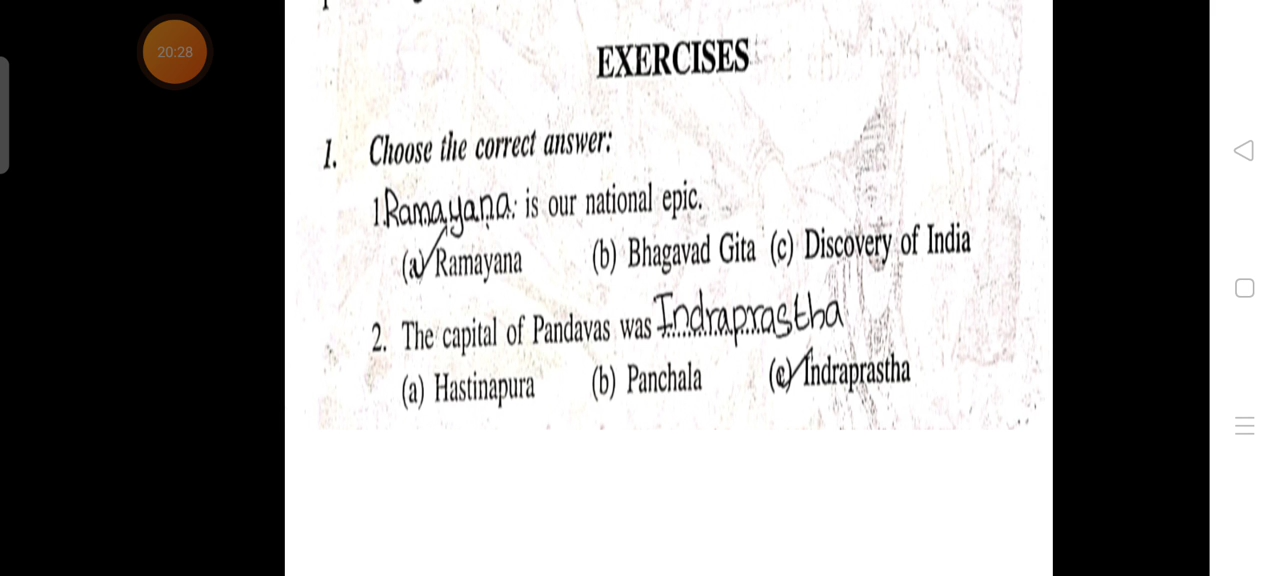 20:28
EXERCISES
1. Choose the correct answer:
1. Ramayana: is our national epic.
(a) Ramayana (b) Bhagavad Gita (c) Discovery of India
2. The capital of Pandavas was Indraprastha
(a) Hastinapura (b) Panchala (c) Indraprastha